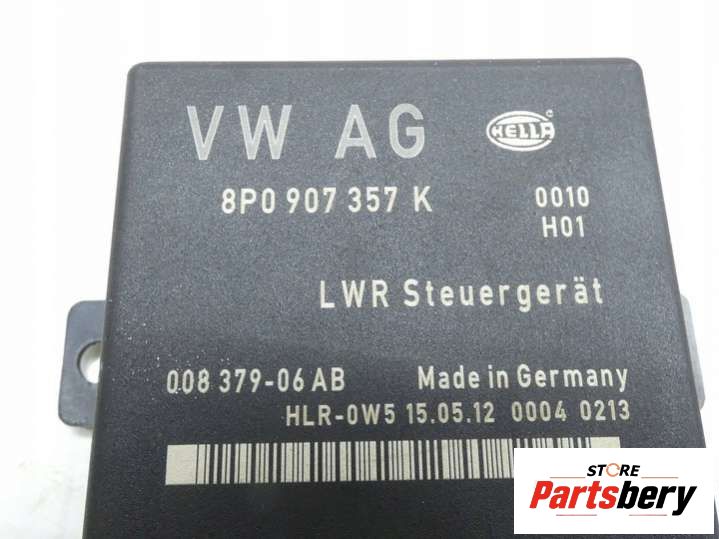 VW AG HELLA
8P0 907 357 K 0010
H01
LWR Steuergerät
008 379-06 AB Made in Germany
HLR-0W5 15.05.12 0004 0213
STORE
Partsbery